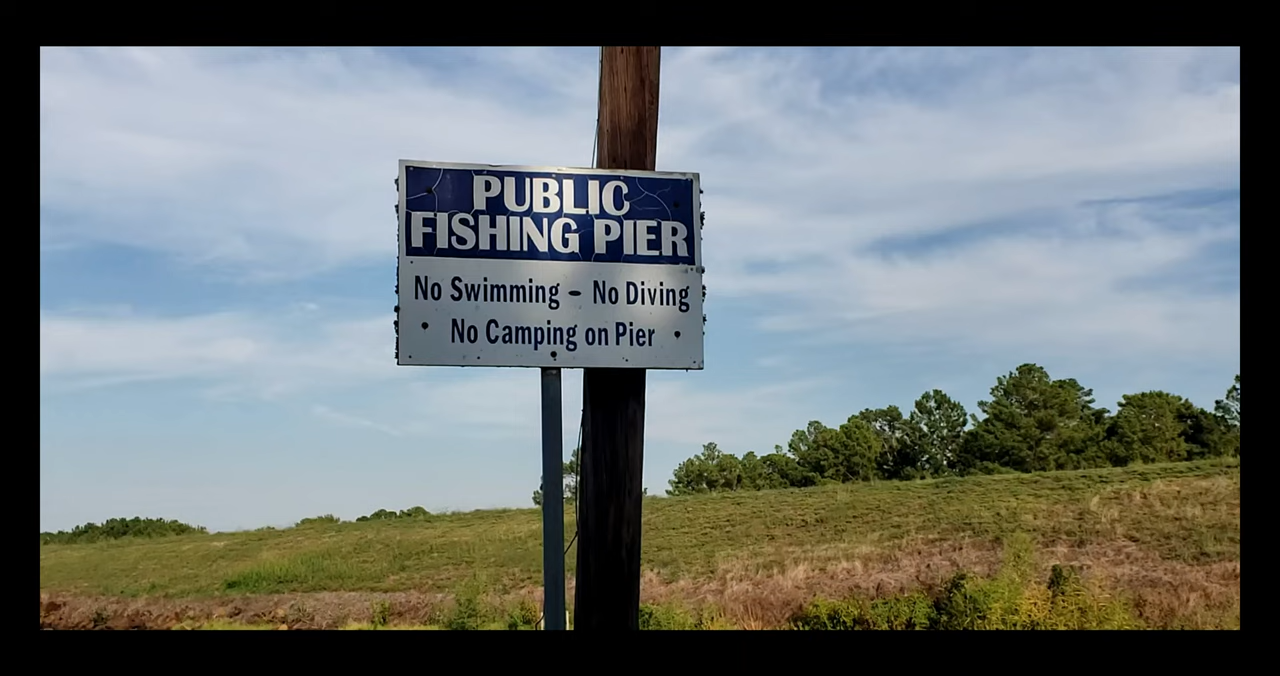 PUBLIC
FISHING PIER
No Swimming - No Diving
No Camping on Pier